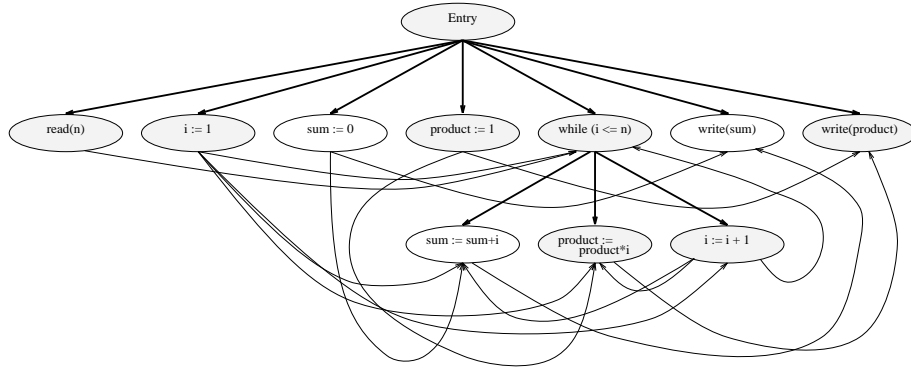 Entry
read(n)
i := 1
sum := 0
product := 1
while (i <= n)
write(sum)
write(product)
sum := sum+i
product :=
product*i
i := i + 1